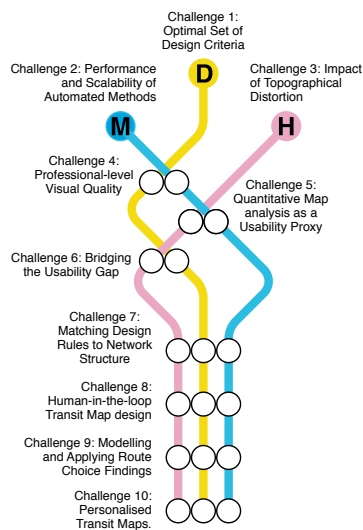 Challenge 1:
Optimal Set of
Design Criteria
Challenge 2: Performance
and Scalability of
Automated Methods
Challenge 3: Impact
of Topographical
Distortion
D
M
H
Challenge 4:
Professional-level
Visual Quality
Challenge 5:
Quantitative Map
analysis as a
Usability Proxy
Challenge 6: Bridging
the Usability Gap
Challenge 7:
Matching Design
Rules to Network
Structure
Challenge 8:
Human-in-the-loop
Transit Map design
Challenge 9: Modelling
and Applying Route
Choice Findings
Challenge 10:
Personalised
Transit Maps.